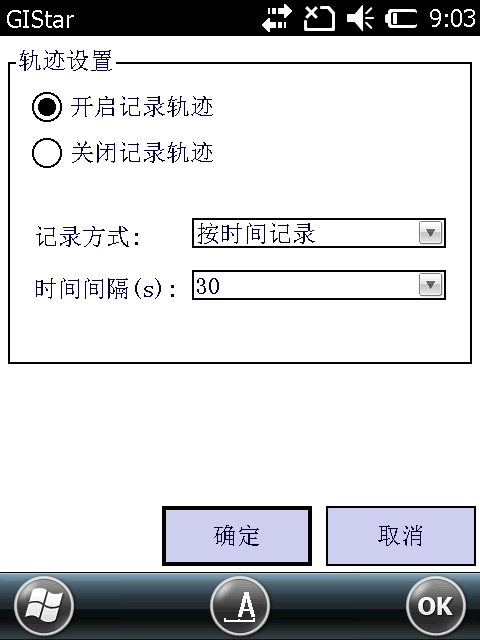 GIStar 9:03
轨迹设置
开启记录轨迹
关闭记录轨迹
记录方式: 按时间记录
时间间隔(s): 30
确定 取消
A OK